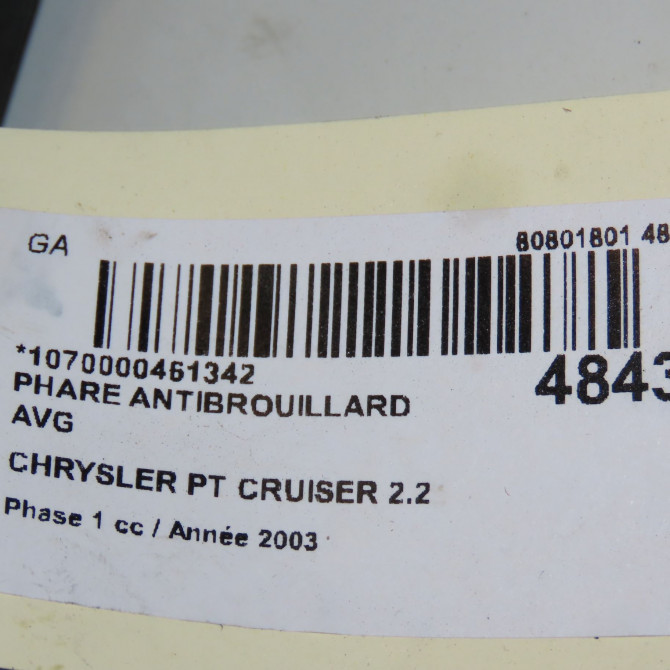 GA
80801801 48
*1070000461342
4843
PHARE ANTIBROUILLARD
AVG
CHRYSLER PT CRUISER 2.2
Phase 1 cc / Année 2003